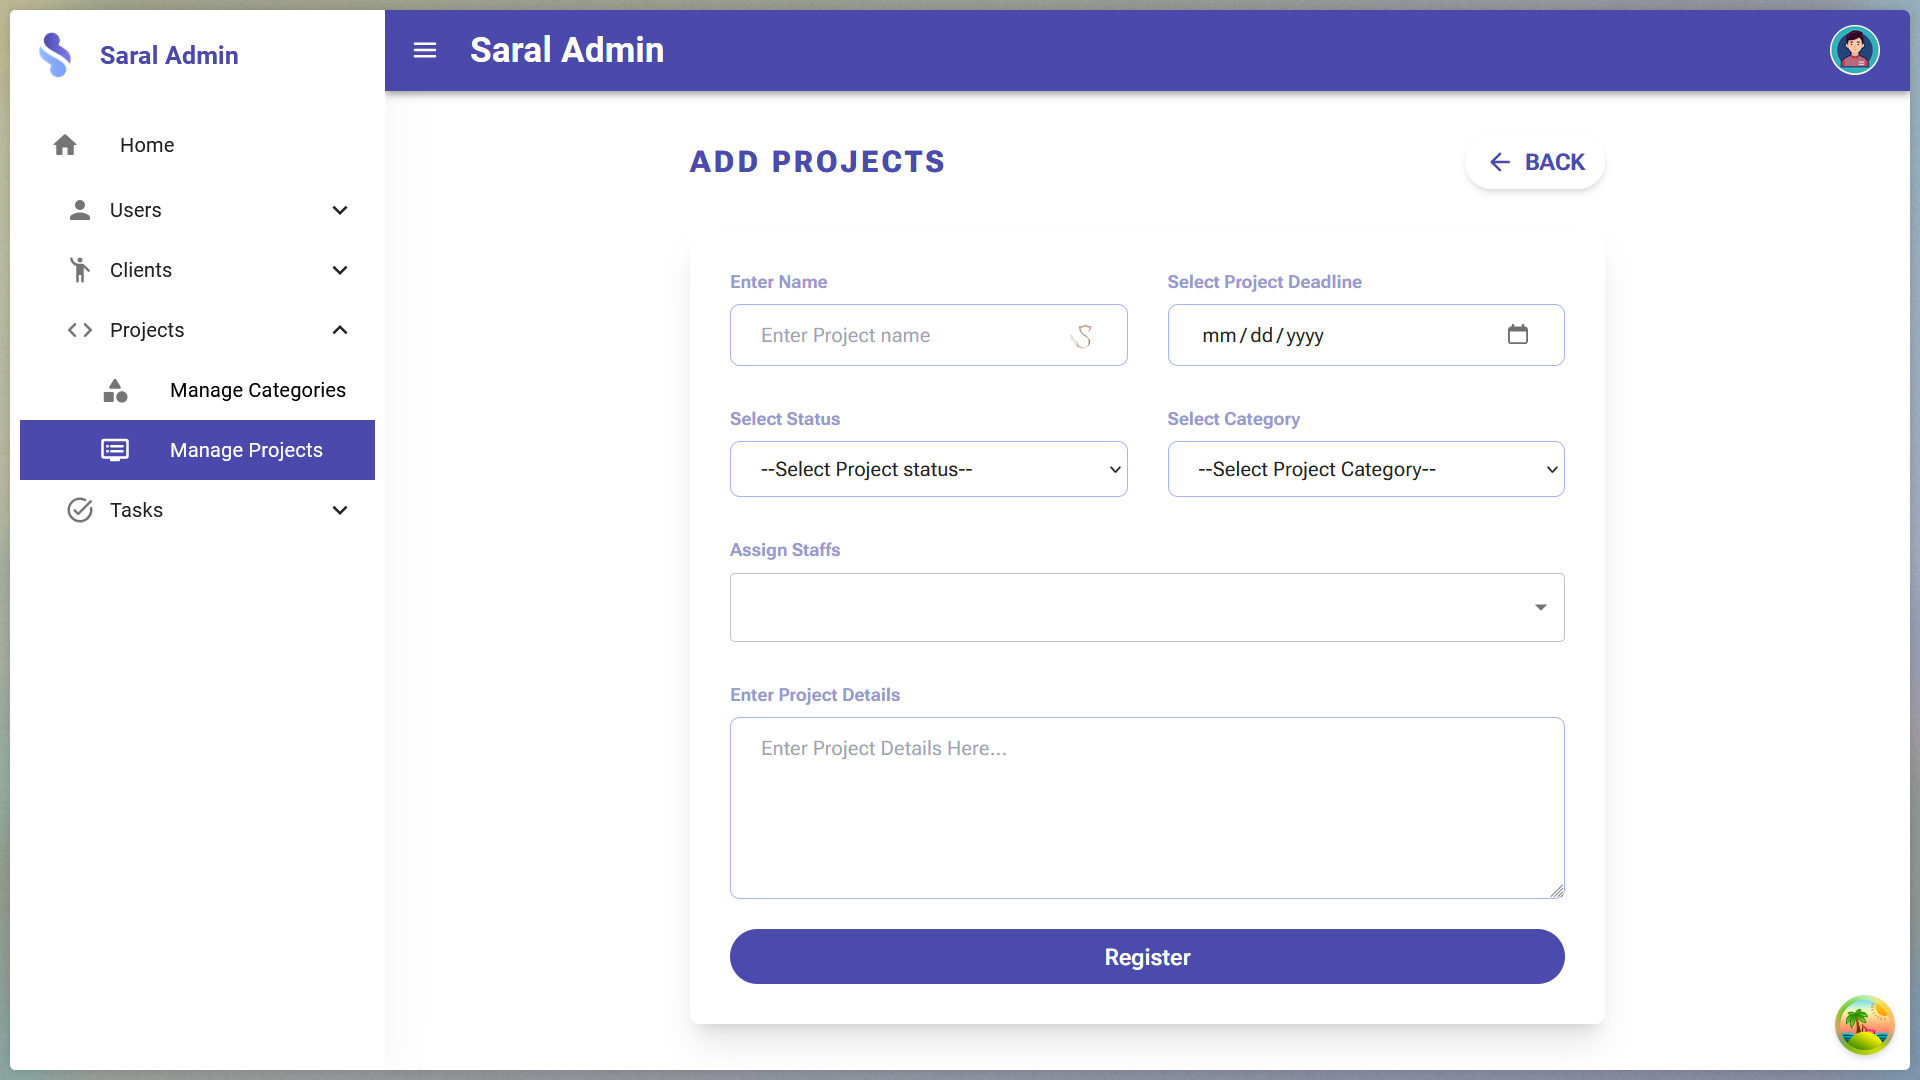 Saral Admin
Saral Admin
Home
Users
Clients
Projects
Manage Categories
Manage Projects
Tasks
ADD PROJECTS
BACK
Enter Name
Select Project Deadline
Enter Project name
mm/dd/yyyy
Select Status
Select Category
--Select Project status--
--Select Project Category--
Assign Staffs
Enter Project Details
Enter Project Details Here...
Register